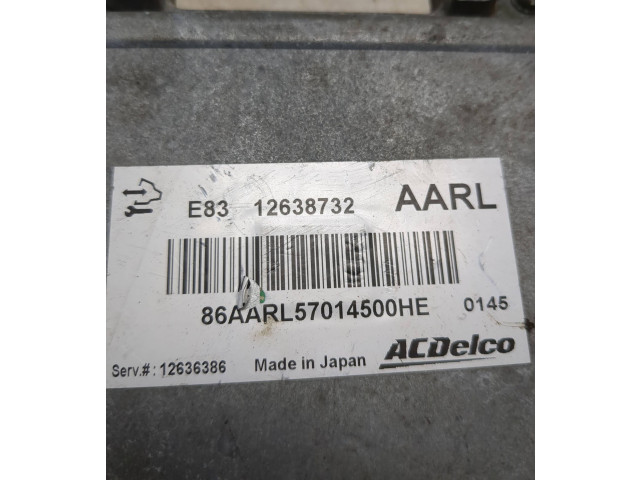 E83 12638732 AARL
86AARL57014500HE 0145
Serv.#: 12636386 Made in Japan ACDelco